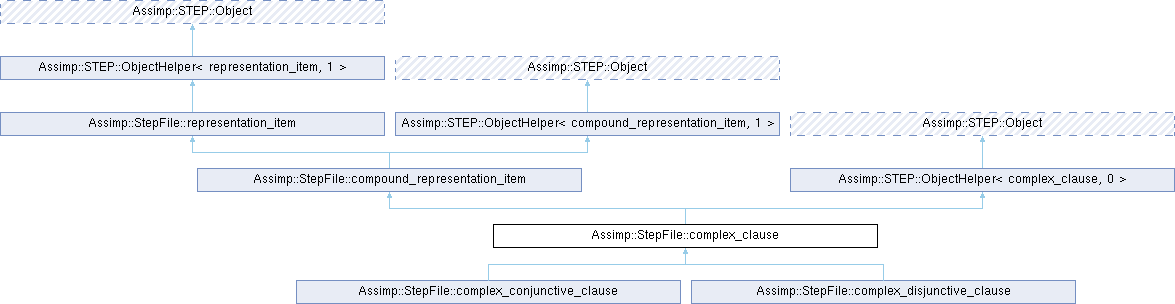 Assimp::STEP::Object
Assimp::STEP::ObjectHelper< representation_item, 1 >
Assimp::STEP::Object
Assimp::StepFile::representation_item
Assimp::STEP::ObjectHelper< compound_representation_item, 1 >
Assimp::STEP::Object
Assimp::StepFile::compound_representation_item
Assimp::STEP::ObjectHelper< complex_clause, 0 >
Assimp::StepFile::complex_clause
Assimp::StepFile::complex_conjunctive_clause
Assimp::StepFile::complex_disjunctive_clause